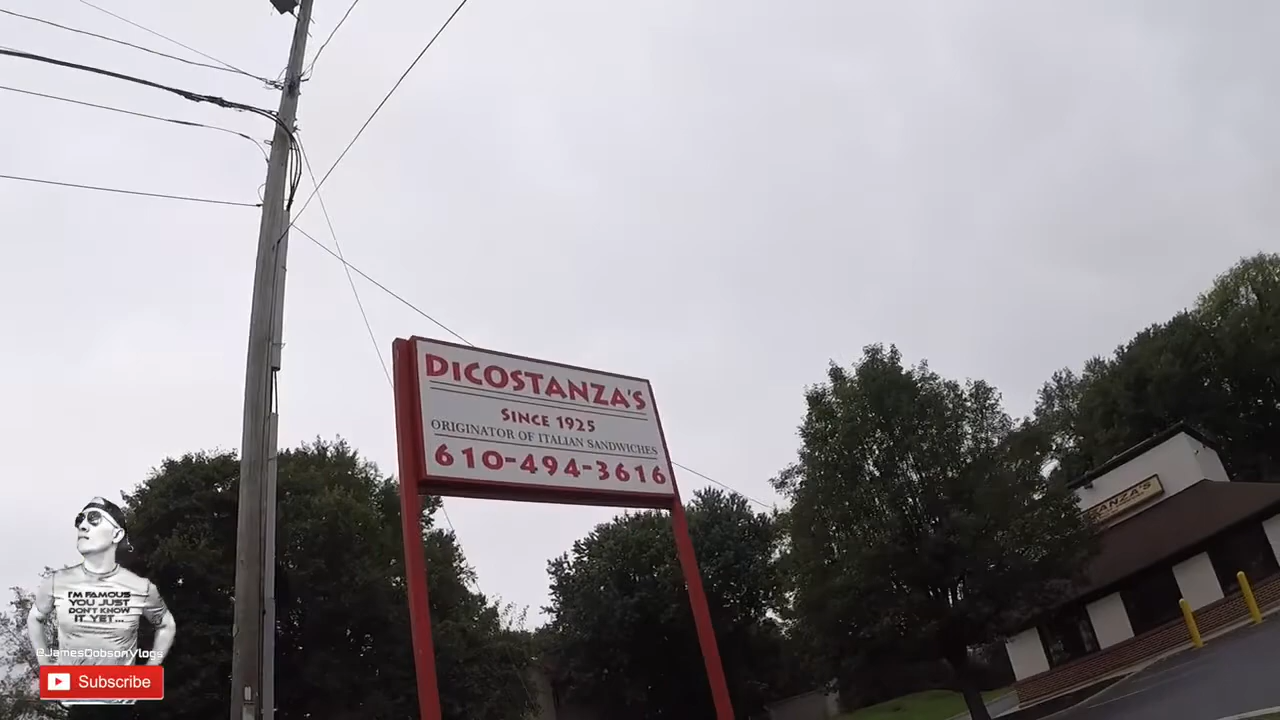 DICOSTANZA'S
SINCE 1925
ORIGINATOR OF ITALIAN SANDWICHES
610-494-3616
ANZA'S
I'M FAMOUS
YOU JUST
DON'T KNOW
IT YET...
@JamesDobsonVlogs
Subscribe